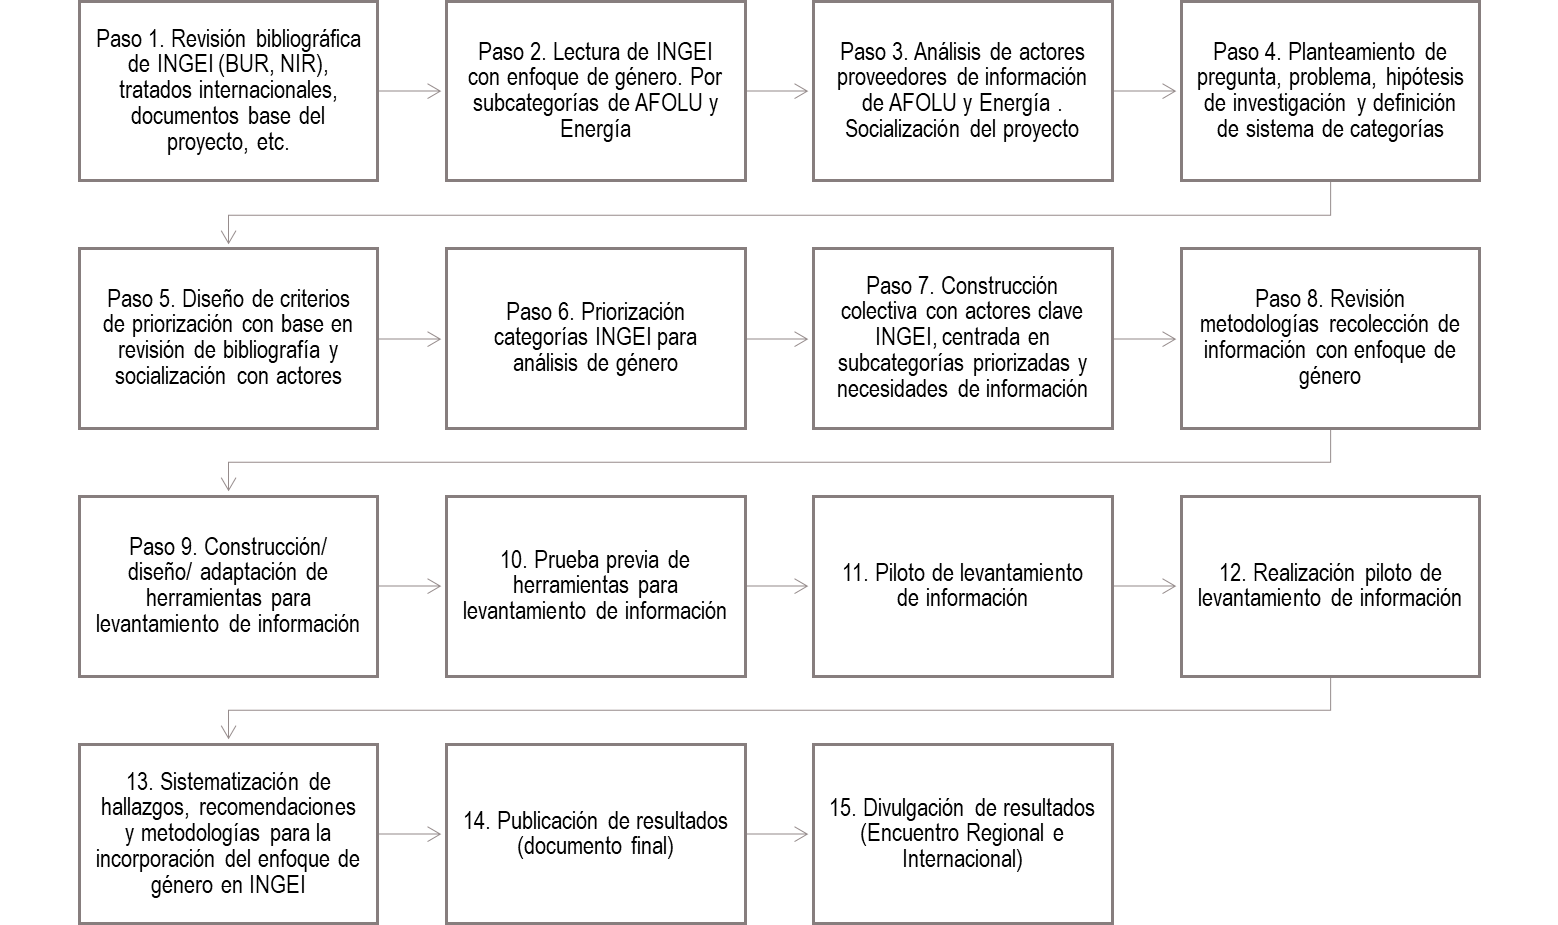 Paso 1. Revisión bibliográfica
de INGEI (BUR, NIR),
tratados internacionales,
documentos base del
proyecto, etc.
Paso 2. Lectura de INGEI
con enfoque de género. Por
subcategorías de AFOLU y
Energía
Paso 3. Análisis de actores
proveedores de información
de AFOLU y Energía .
Socialización del proyecto
Paso 4. Planteamiento de
pregunta, problema, hipótesis
de investigación y definición
de sistema de categorías
Paso 5. Diseño de criterios
de priorización con base en
revisión de bibliografía y
socialización con actores
Paso 6. Priorización
categorías INGEI para
análisis de género
Paso 7. Construcción
colectiva con actores clave
INGEI, centrada en
subcategorías priorizadas y
necesidades de información
Paso 8. Revisión
metodologías recolección de
información con enfoque de
género
Paso 9. Construcción/
diseño/ adaptación de
herramientas para
levantamiento de información
10. Prueba previa de
herramientas para
levantamiento de información
11. Piloto de levantamiento
de información
12. Realización piloto de
levantamiento de información
13. Sistematización de
hallazgos, recomendaciones
y metodologías para la
incorporación del enfoque de
género en INGEI
14. Publicación de resultados
(documento final)
15. Divulgación de resultados
(Encuentro Regional e
Internacional)